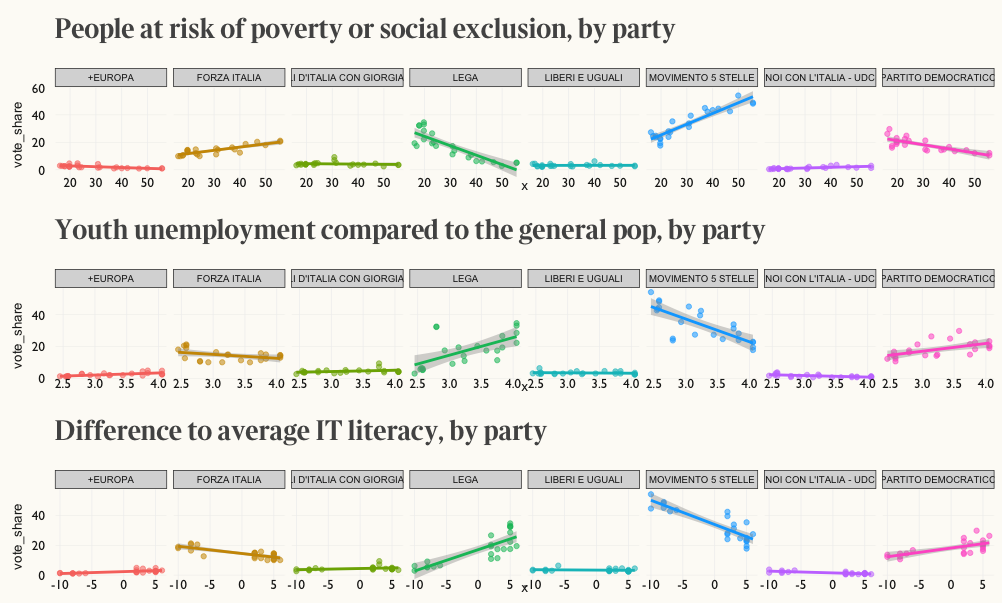 People at risk of poverty or social exclusion, by party
+EUROPA FORZA ITALIA .I D'ITALIA CON GIORGIA LEGA LIBERI E UGUALI MOVIMENTO 5 STELLE NOI CON L'ITALIA - UDC PARTITO DEMOCRATICO
vote_share
60
40
20
0
20 30 40 50 20 30 40 50 20 30 40 50 20 30 40 50 20 30 40 50 20 30 40 50 20 30 40 50 20 30 40 50
x
Youth unemployment compared to the general pop, by party
+EUROPA FORZA ITALIA .I D'ITALIA CON GIORGIA LEGA LIBERI E UGUALI MOVIMENTO 5 STELLE NOI CON L'ITALIA - UDC PARTITO DEMOCRATICO
vote_share
40
20
0
2.5 3.0 3.5 4.0 2.5 3.0 3.5 4.0 2.5 3.0 3.5 4.0 2.5 3.0 3.5 4.0 2.5 3.0 3.5 4.0 2.5 3.0 3.5 4.0 2.5 3.0 3.5 4.0 2.5 3.0 3.5 4.0
x
Difference to average IT literacy, by party
+EUROPA FORZA ITALIA .I D'ITALIA CON GIORGIA LEGA LIBERI E UGUALI MOVIMENTO 5 STELLE NOI CON L'ITALIA - UDC PARTITO DEMOCRATICO
vote_share
40
20
0
-10 -5 0 5 -10 -5 0 5 -10 -5 0 5 -10 -5 0 5 -10 -5 0 5 -10 -5 0 5 -10 -5 0 5 -10 -5 0 5
x